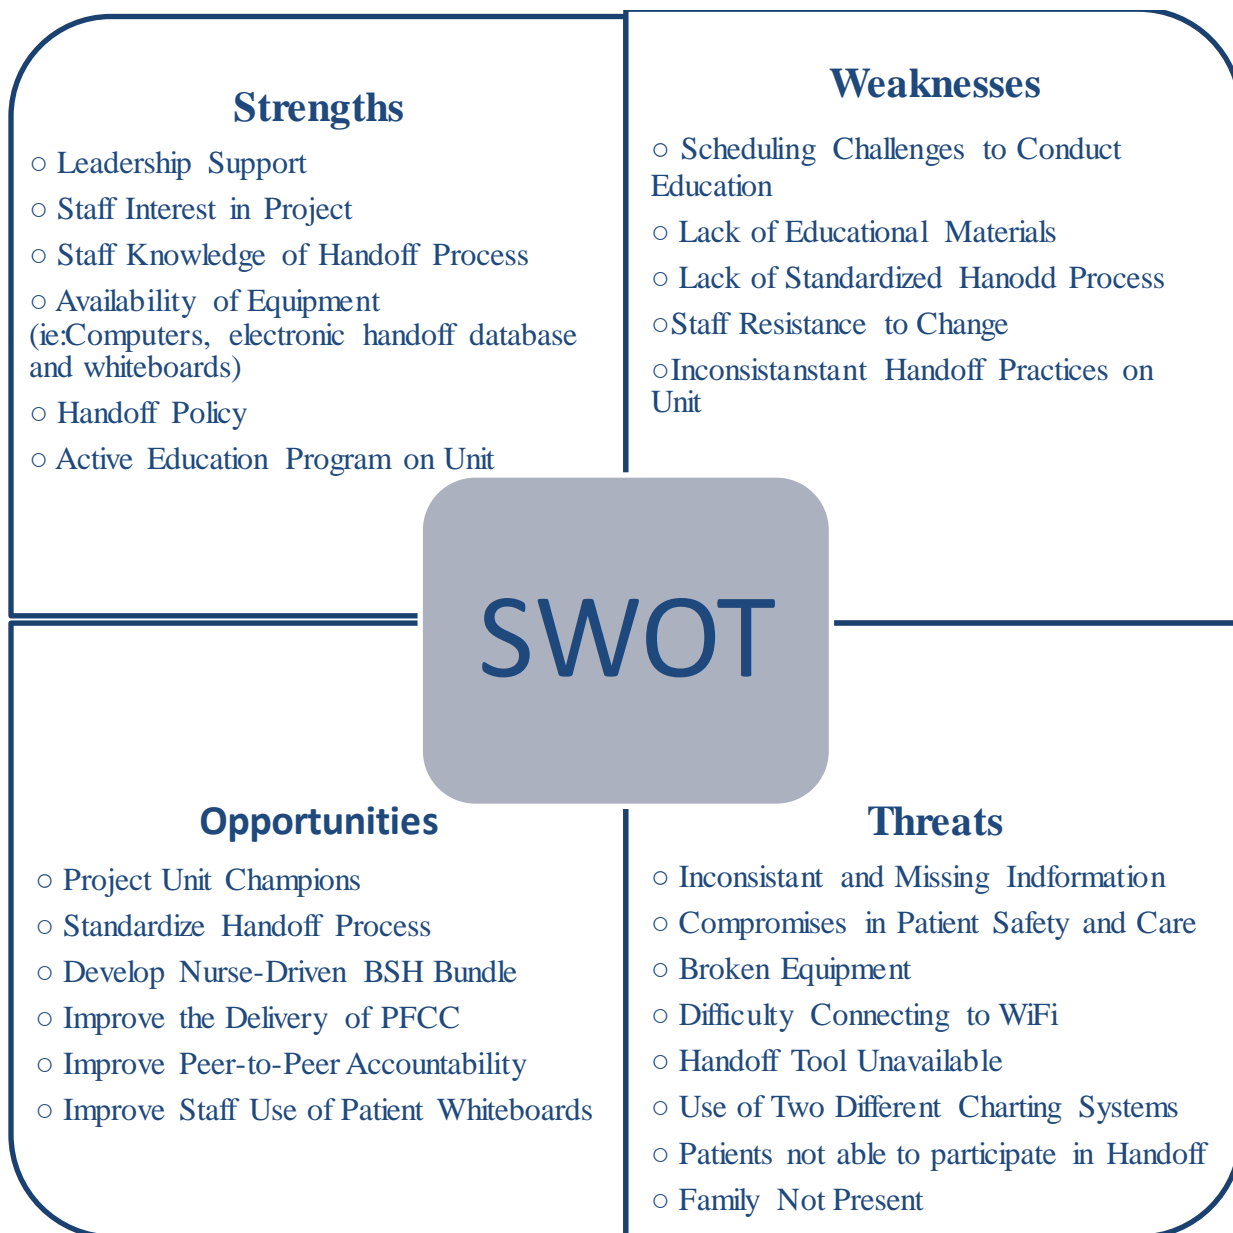 Strengths
○ Leadership Support
○ Staff Interest in Project
○ Staff Knowledge of Handoff Process
○ Availability of Equipment
(ie:Computers, electronic handoff database
and whiteboards)
○ Handoff Policy
○ Active Education Program on Unit
Weaknesses
○ Scheduling Challenges to Conduct
Education
○ Lack of Educational Materials
○ Lack of Standardized Hanodd Process
○Staff Resistance to Change
○Inconsistanstant Handoff Practices on
Unit
SWOT
Opportunities
○ Project Unit Champions
○ Standardize Handoff Process
○ Develop Nurse-Driven BSH Bundle
○ Improve the Delivery of PFCC
○ Improve Peer-to-Peer Accountability
○ Improve Staff Use of Patient Whiteboards
Threats
○ Inconsistant and Missing Indformation
○ Compromises in Patient Safety and Care
○ Broken Equipment
○ Difficulty Connecting to WiFi
○ Handoff Tool Unavailable
○ Use of Two Different Charting Systems
○ Patients not able to participate in Handoff
○ Family Not Present